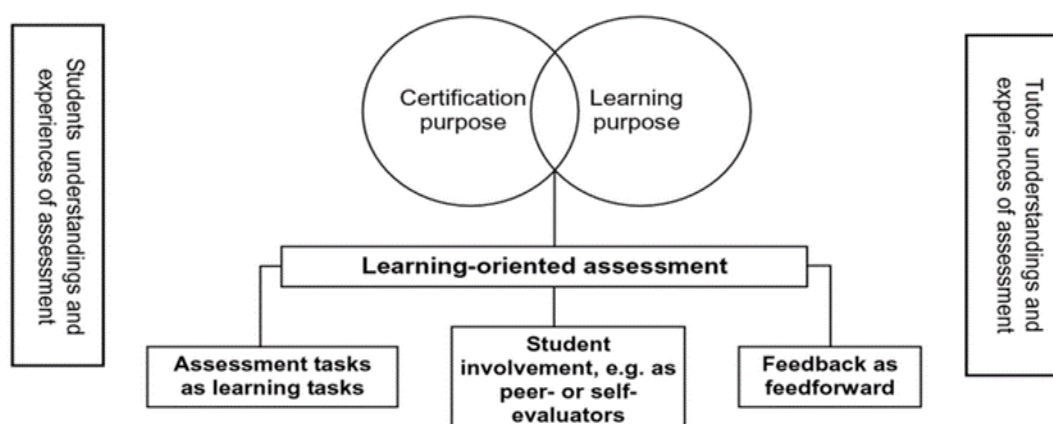 Students understandings and
experiences of assessment
Certification
purpose
Learning
purpose
Tutors understandings and
experiences of assessment
Learning-oriented assessment
Assessment tasks
as learning tasks
Student
involvement, e.g. as
peer- or self-
evaluators
Feedback as
feedforward